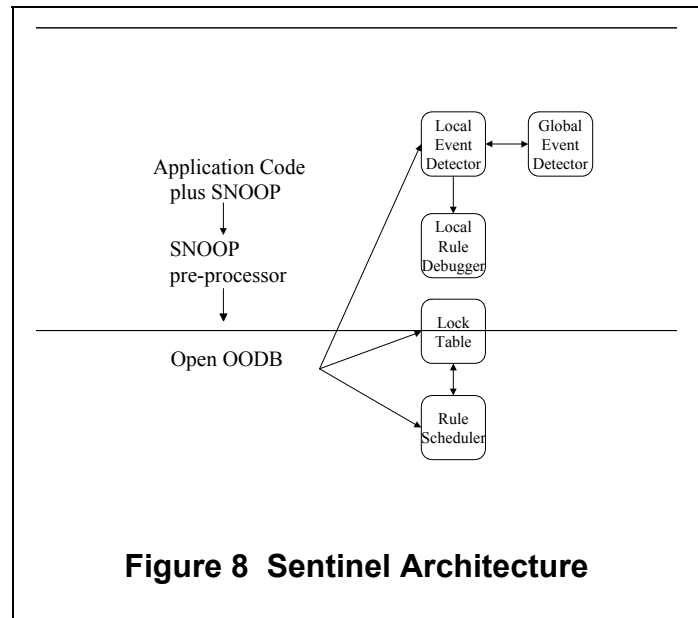 Local
Event
Detector
Global
Event
Detector
Application Code
plus SNOOP
SNOOP
pre-processor
Local
Rule
Debugger
Lock
Table
Open OODB
Rule
Scheduler
Figure 8 Sentinel Architecture